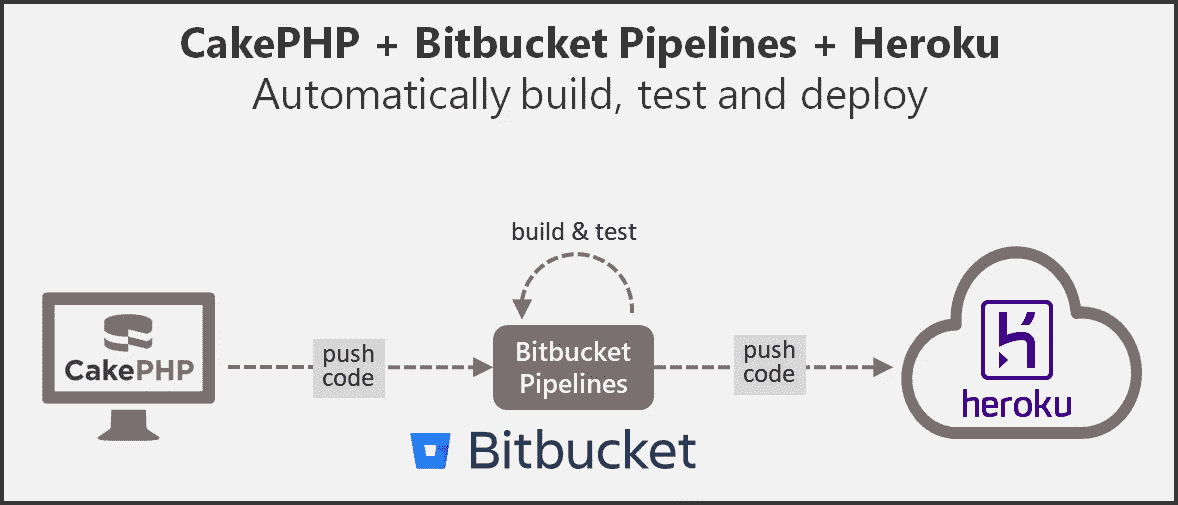 CakePHP + Bitbucket Pipelines + Heroku
Automatically build, test and deploy
build & test
CakePHP
push
code
Bitbucket
Pipelines
push
code
heroku
Bitbucket